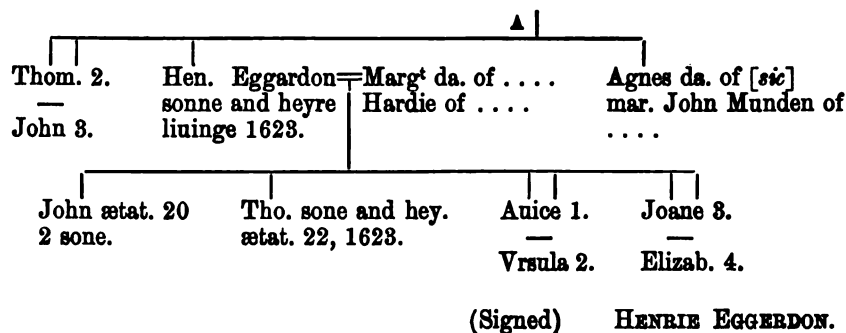 A
Thom. 2.
John 3.
Hen. Eggardon=Margᵗ da. of . . . .
sonne and heyre Hardie of . . . .
liuinge 1623.
Agnes da. of [sic]
mar. John Munden of
. . . .
John ætat. 20
2 sone.
Tho. sone and hey.
ætat. 22, 1623.
Auice 1.
Vrsula 2.
Joane 3.
Elizab. 4.
(Signed) HENRIE EGGERDON.